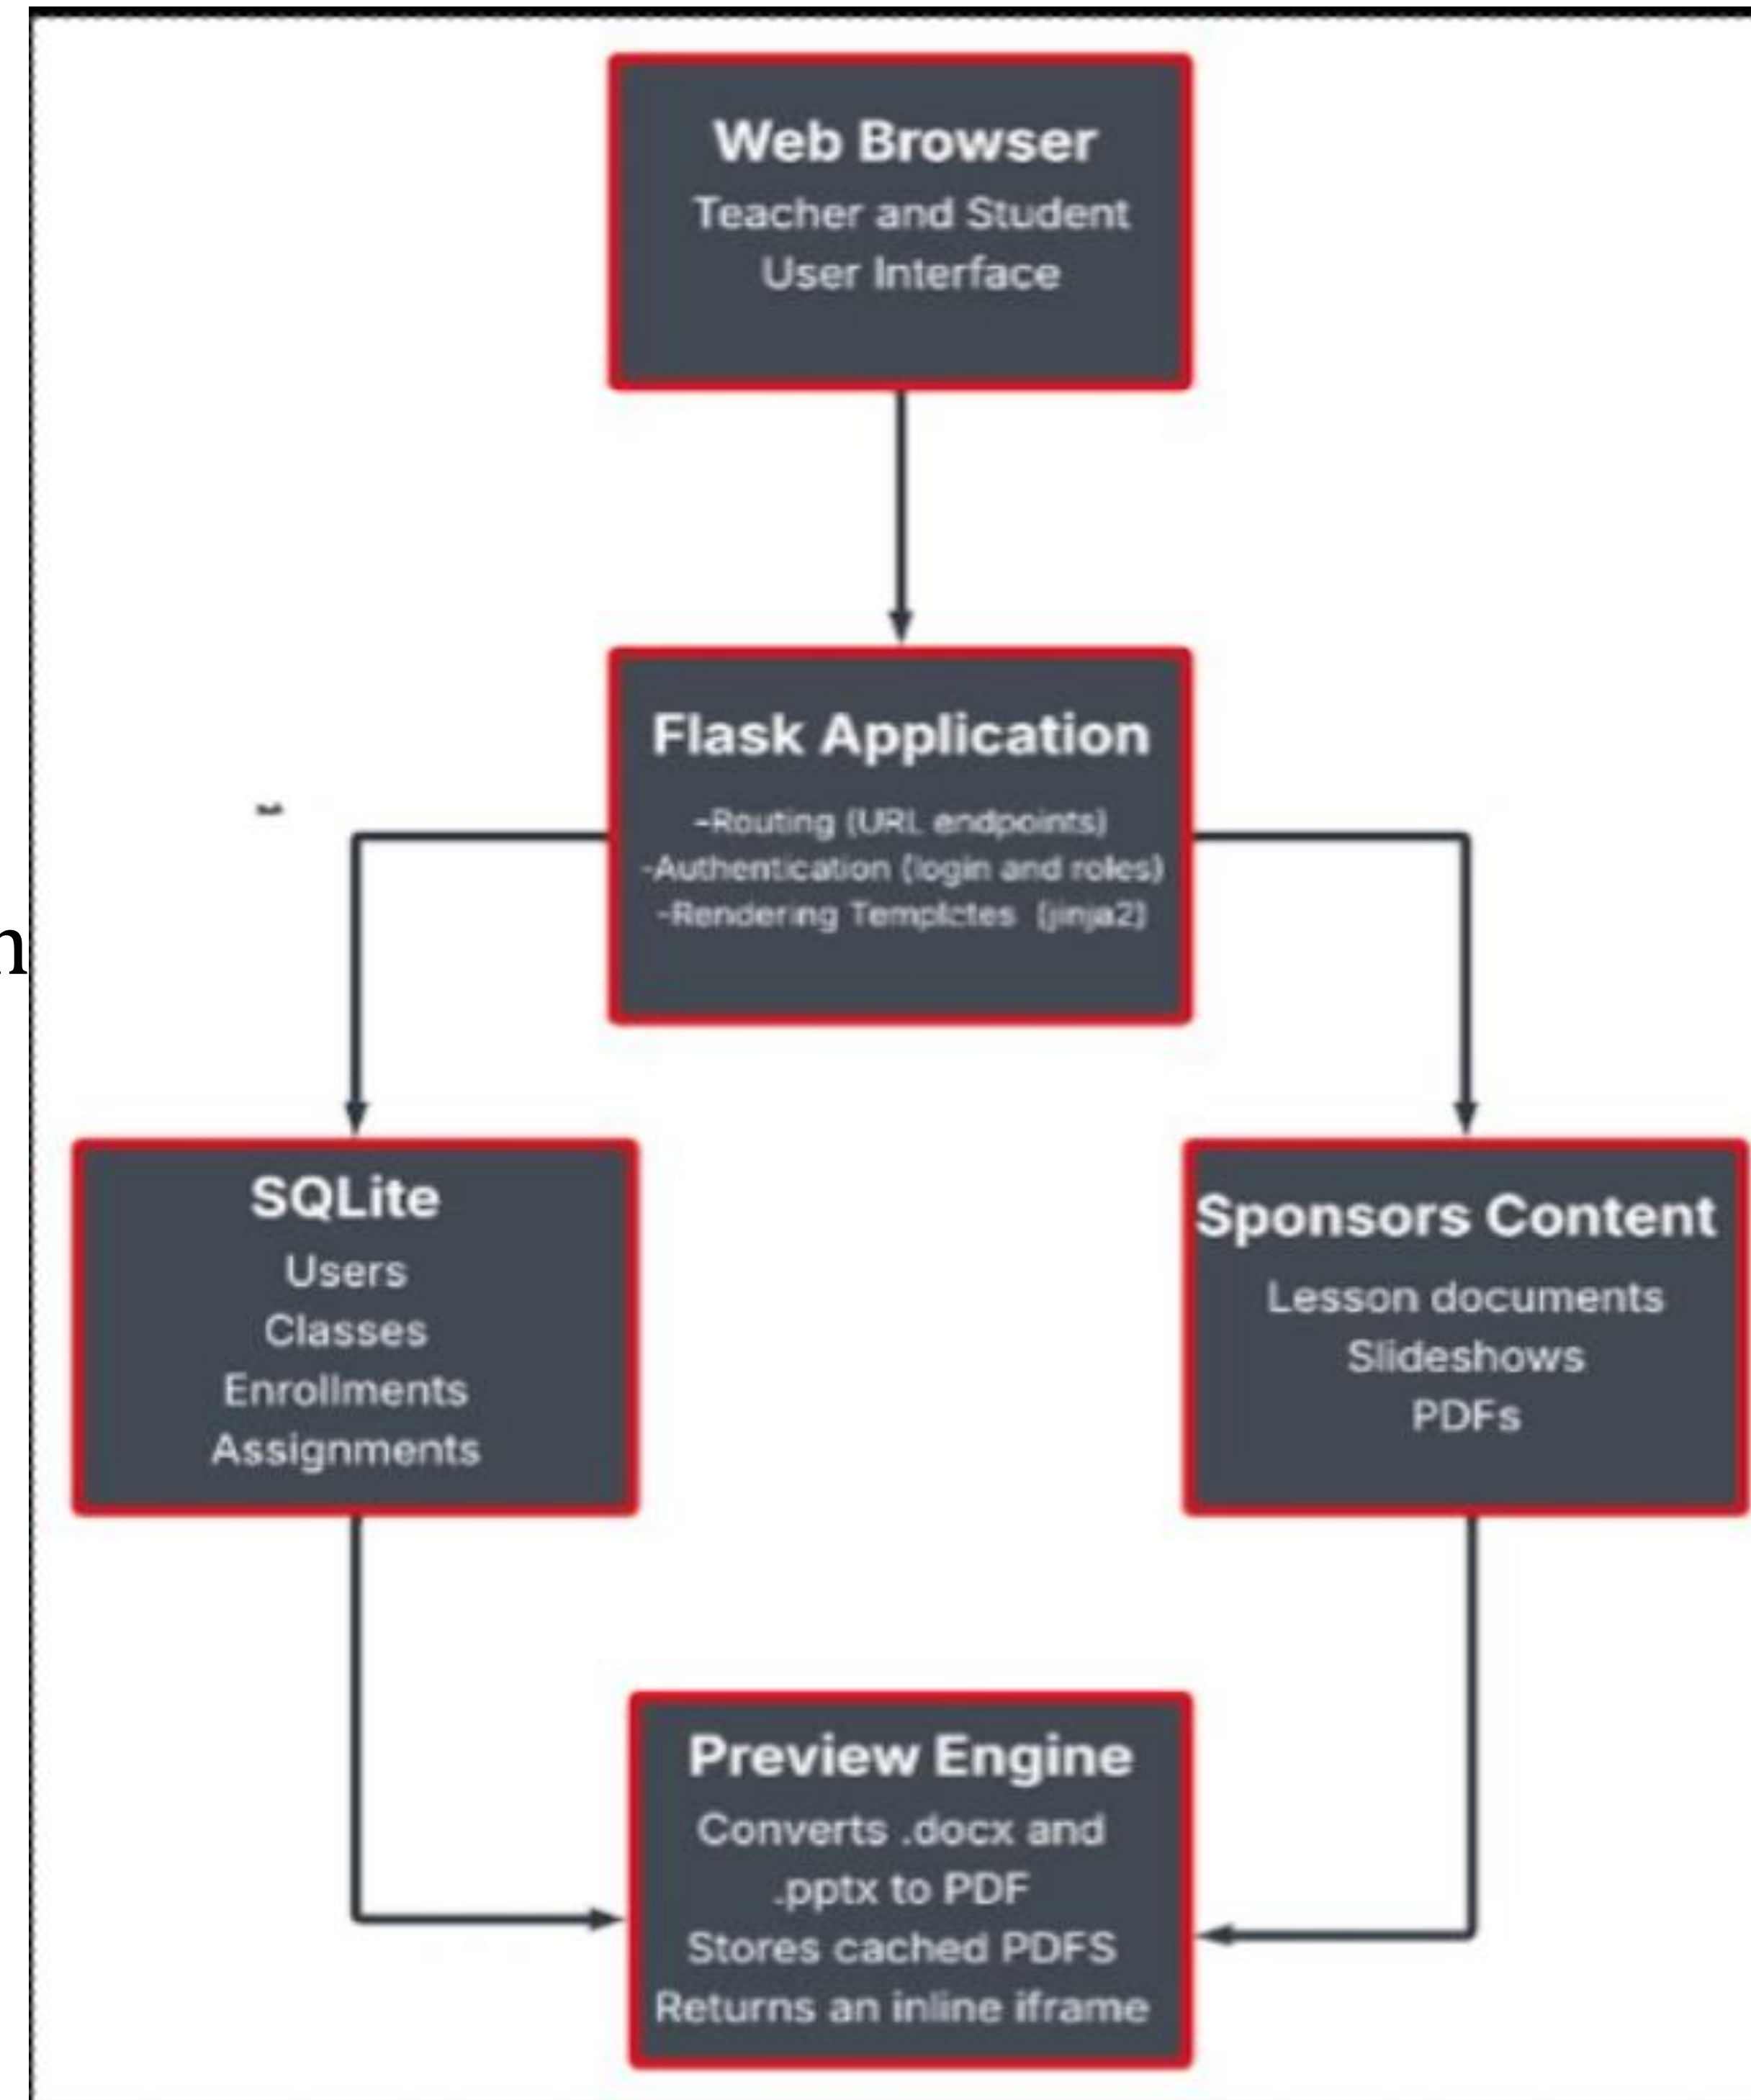 Web Browser
Teacher and Student
User Interface
Flask Application
-Routing (URL endpoints)
-Authentication (login and roles)
-Rendering Templctes (jinja2)
n
SQLite
Users
Classes
Enrollments
Assignments
Sponsors Content
Lesson documents
Slideshows
PDFs
Preview Engine
Converts .docx and
.pptx to PDF
Stores cached PDFS
Returns an inline iframe